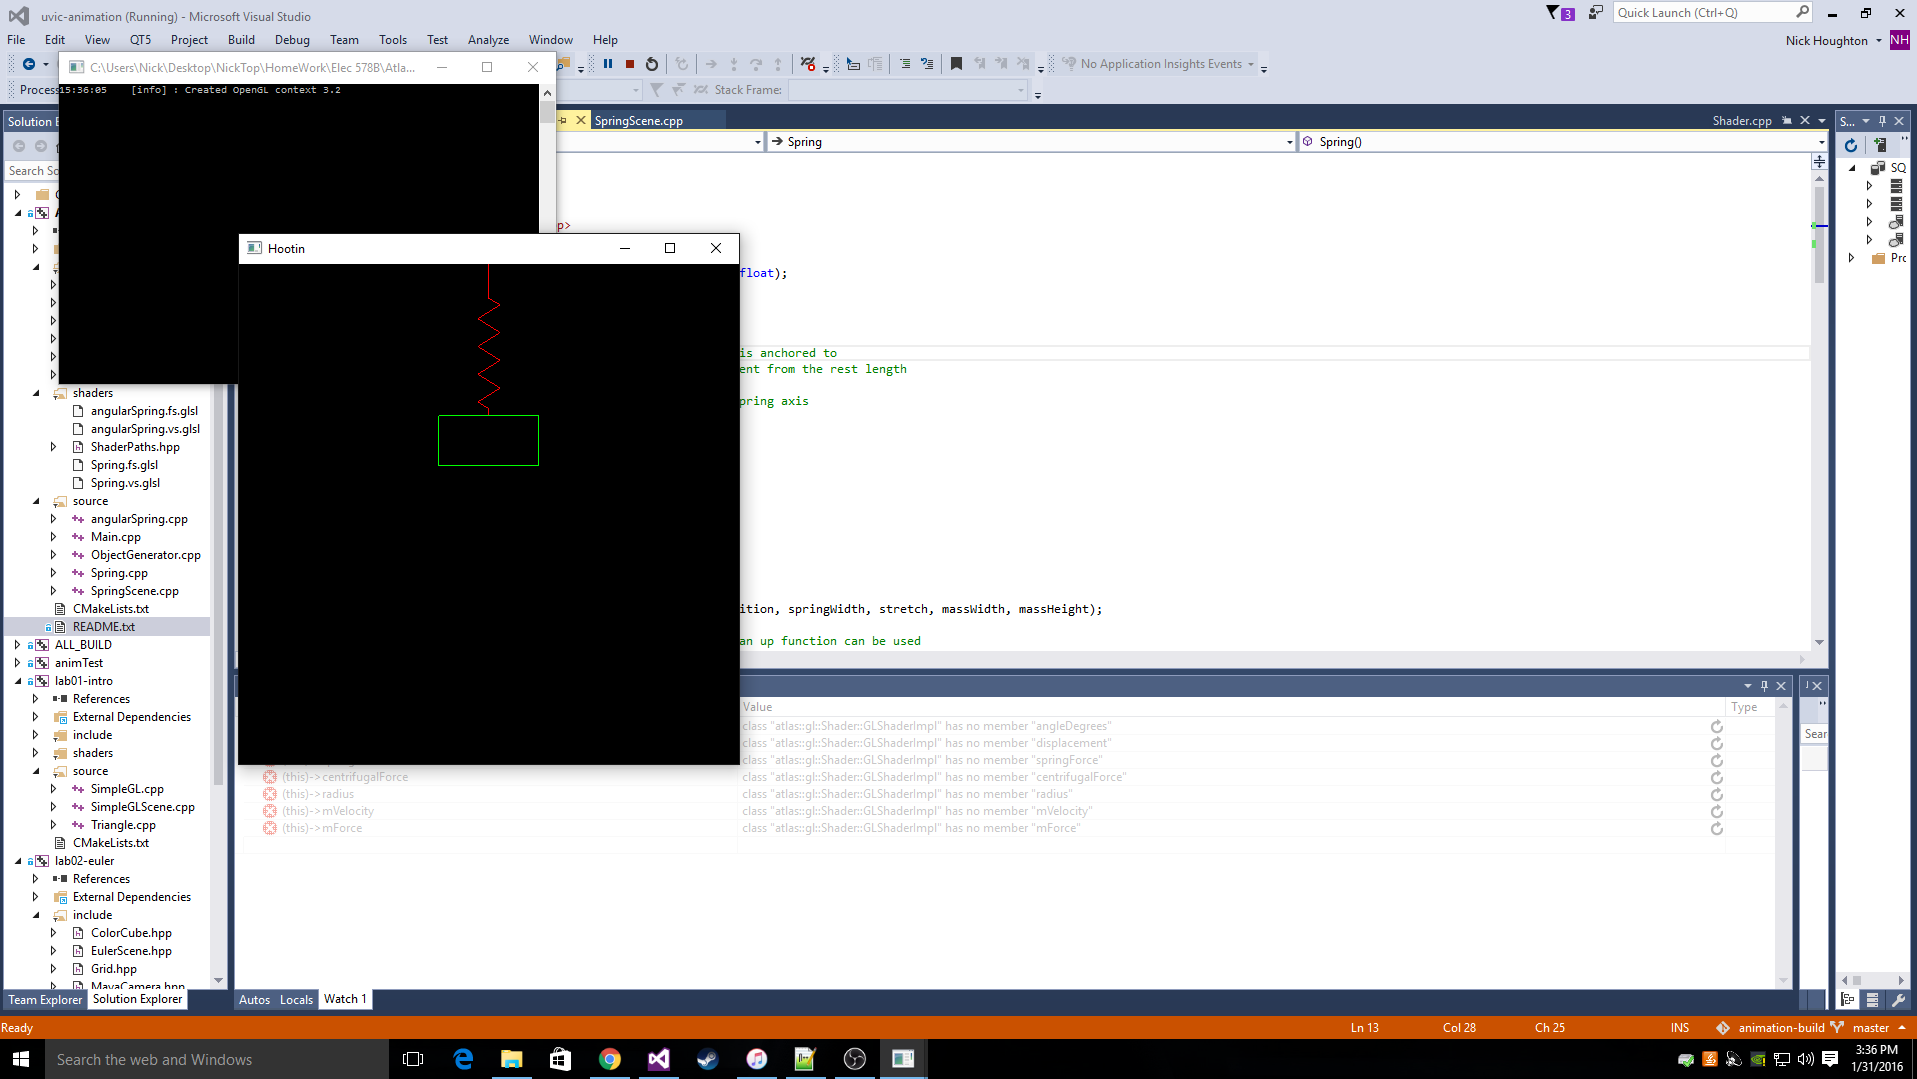 uvic-animation (Running) - Microsoft Visual Studio
3
Quick Launch (Ctrl+Q)
File Edit View QT5 Project Build Debug Team Tools Test Analyze Window Help
Nick Houghton NH
C:\Users\Nick\Desktop\NickTop\HomeWork\Elec 578B\Atla...
No Application Insights Events
Stack Frame:
15:36:05 [info] : Created OpenGL context 3.2
SpringScene.cpp
Shader.cpp
S...
Spring
Spring()
SQ
p>
Hootin
float);
is anchored to
ent from the rest length
pring axis
shaders
angularSpring.fs.glsl
angularSpring.vs.glsl
ShaderPaths.hpp
Spring.fs.glsl
Spring.vs.glsl
source
angularSpring.cpp
Main.cpp
ObjectGenerator.cpp
Spring.cpp
SpringScene.cpp
CMakeLists.txt
README.txt
ALL_BUILD
animTest
lab01-intro
References
External Dependencies
include
shaders
source
SimpleGL.cpp
SimpleGLScene.cpp
Triangle.cpp
CMakeLists.txt
lab02-euler
References
External Dependencies
include
ColorCube.hpp
EulerScene.hpp
Grid.hpp
MayaCamera.hpp
ition, springWidth, stretch, massWidth, massHeight);
an up function can be used
Value
Type
class "atlas::gl::Shader::GLShaderImpl" has no member "angleDegrees"
class "atlas::gl::Shader::GLShaderImpl" has no member "displacement"
class "atlas::gl::Shader::GLShaderImpl" has no member "springForce"
(this)->centrifugalForce class "atlas::gl::Shader::GLShaderImpl" has no member "centrifugalForce"
(this)->radius class "atlas::gl::Shader::GLShaderImpl" has no member "radius"
(this)->mVelocity class "atlas::gl::Shader::GLShaderImpl" has no member "mVelocity"
(this)->mForce class "atlas::gl::Shader::GLShaderImpl" has no member "mForce"
Sear
Team Explorer Solution Explorer
Autos Locals Watch 1
Ready
Ln 13 Col 28 Ch 25 INS animation-build master
Search the web and Windows
3:36 PM
1/31/2016